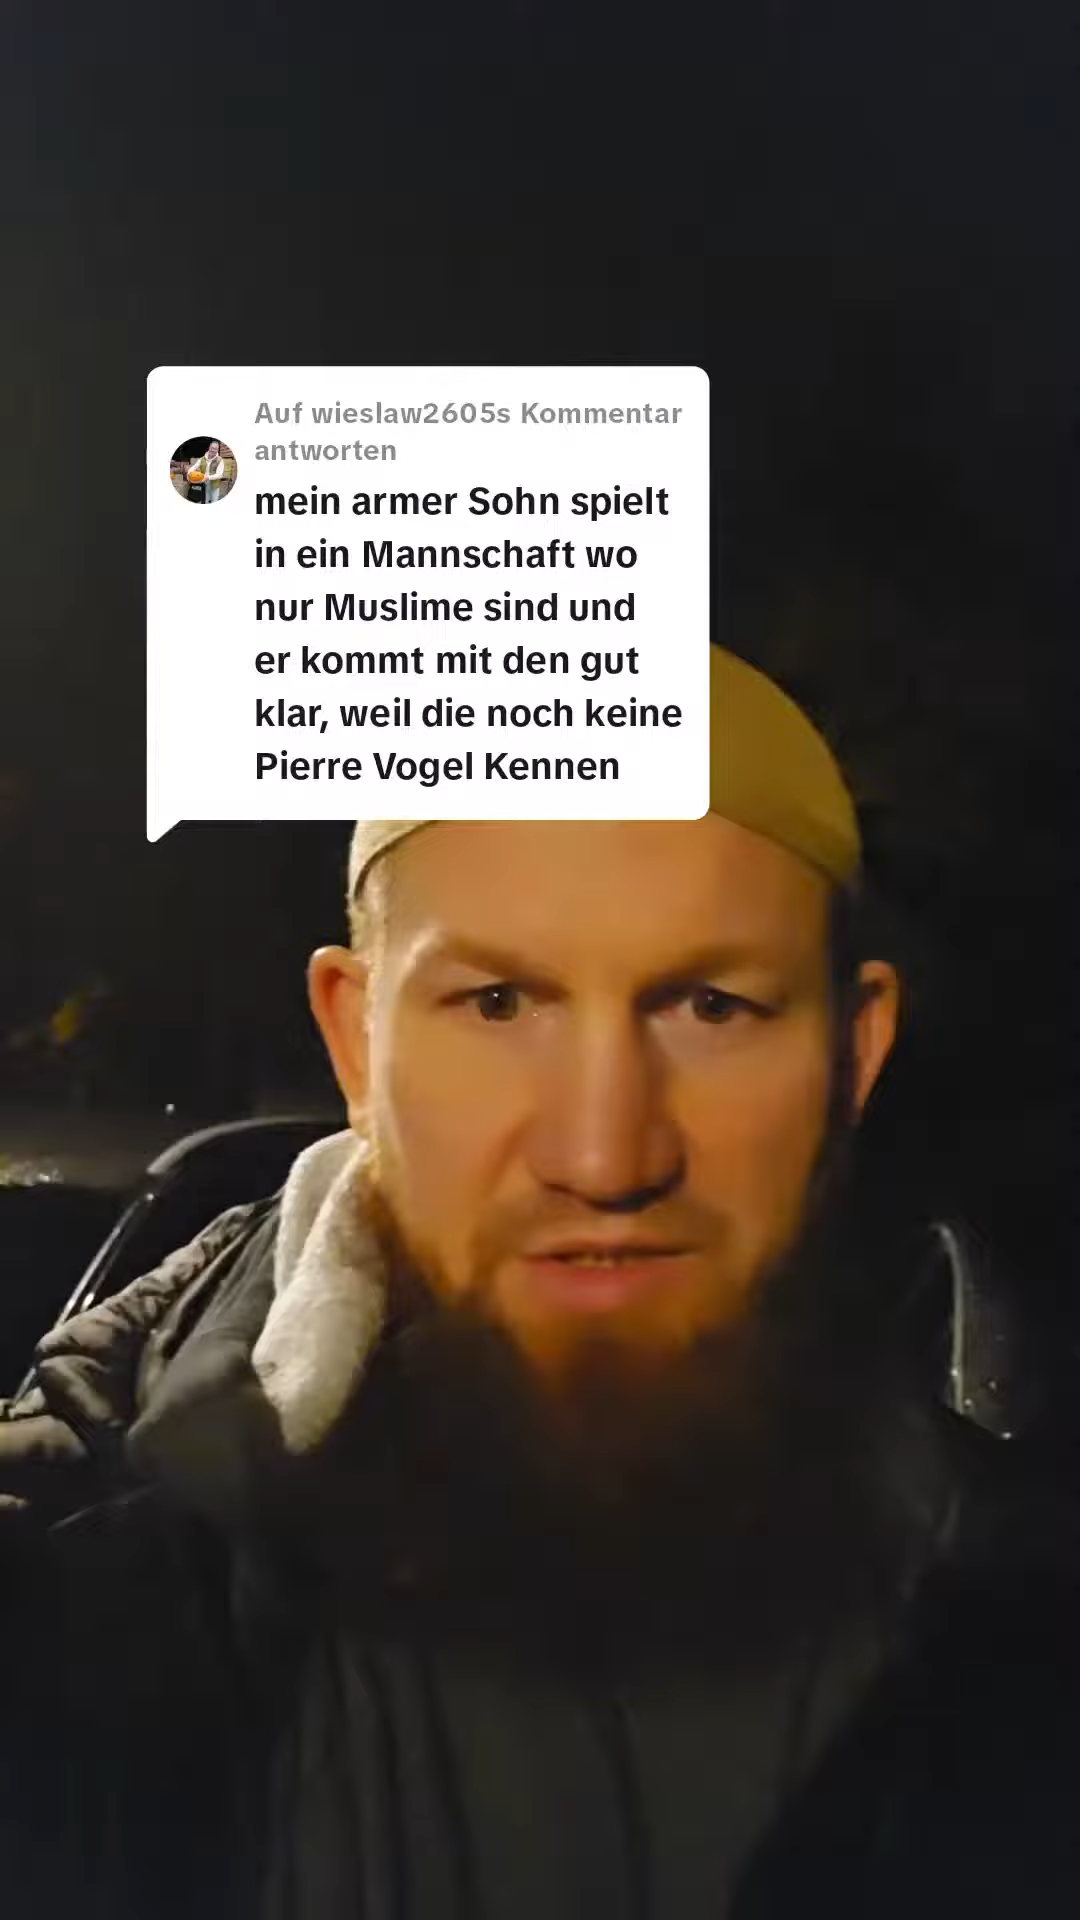 Auf wieslaw2605s Kommentar
antworten
mein armer Sohn spielt
in ein Mannschaft wo
nur Muslime sind und
er kommt mit den gut
klar, weil die noch keine
Pierre Vogel Kennen